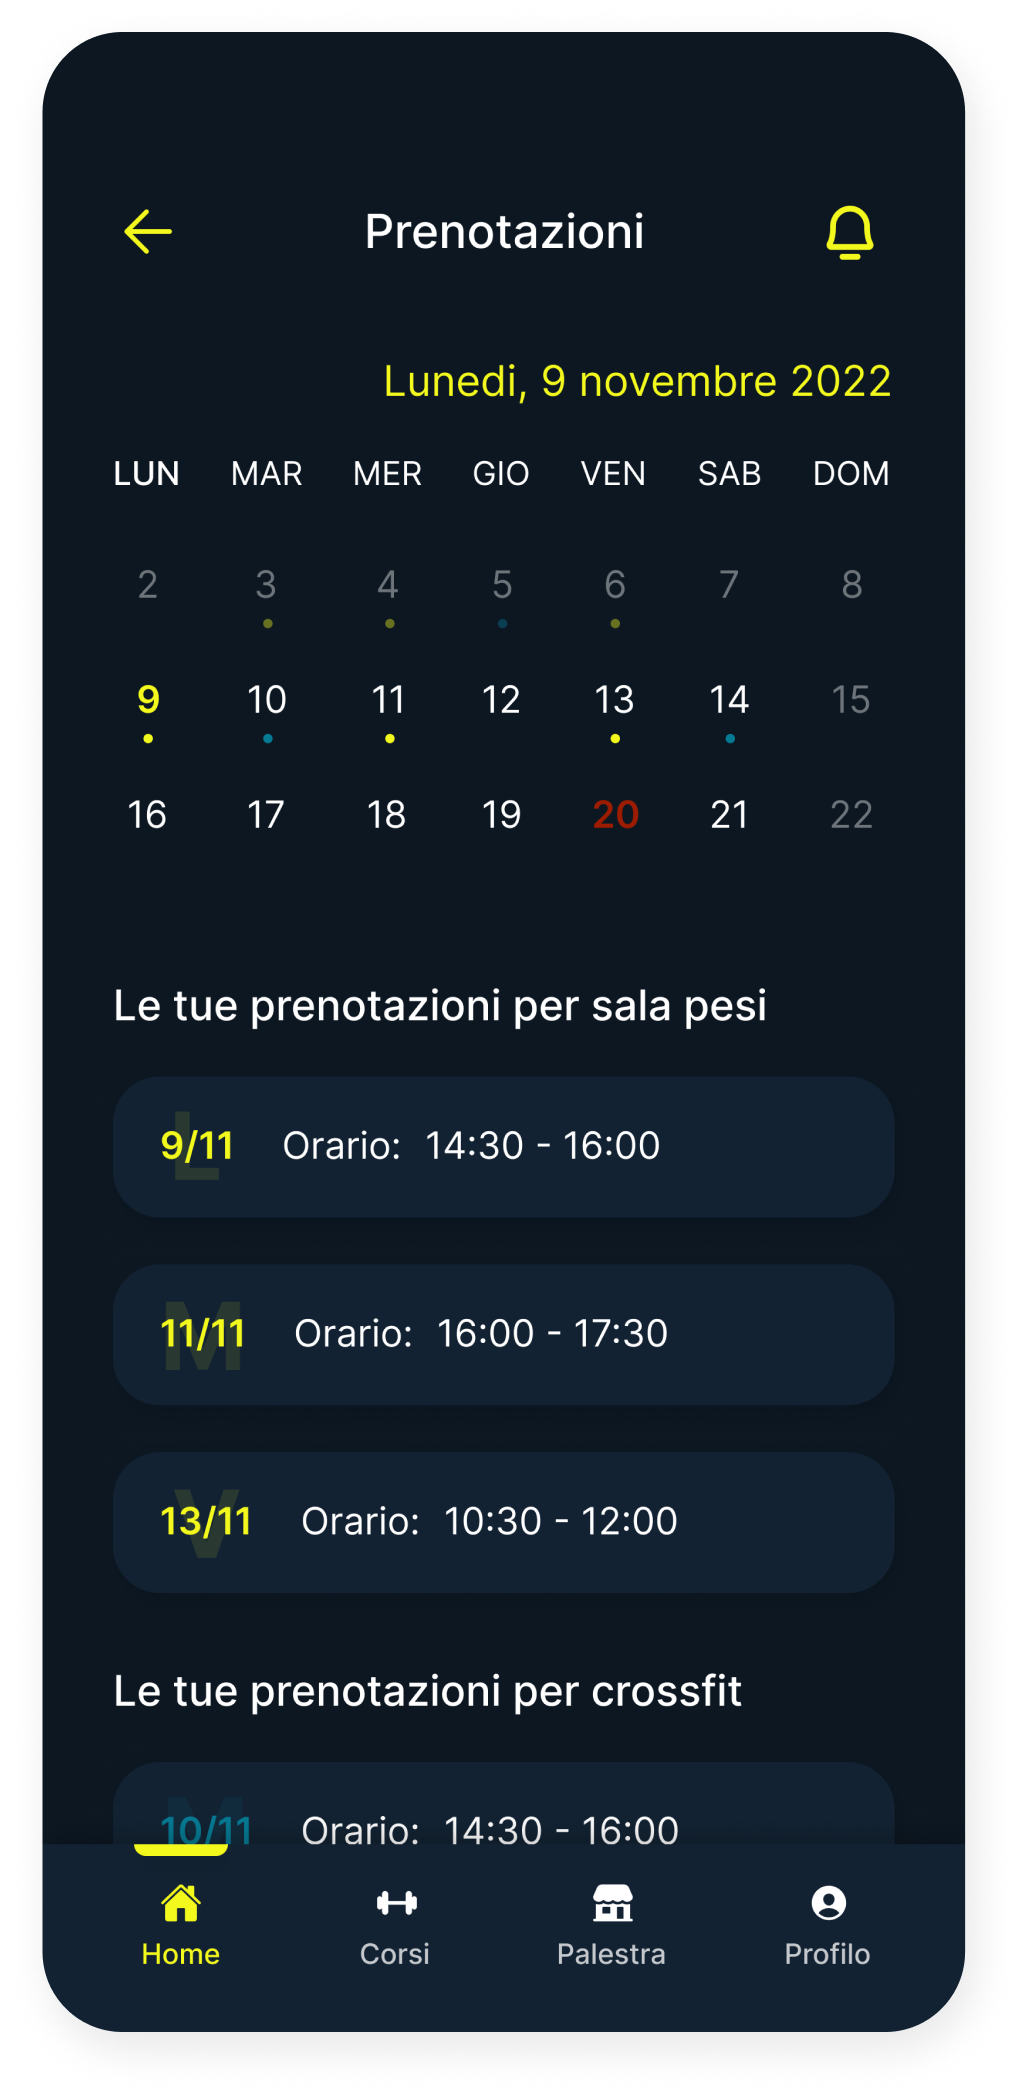 Prenotazioni
Lunedi, 9 novembre 2022
LUN MAR MER GIO VEN SAB DOM
2 3 4 5 6 7 8
9 10 11 12 13 14 15
16 17 18 19 20 21 22
Le tue prenotazioni per sala pesi
L
9/11 Orario: 14:30 - 16:00
M
11/11 Orario: 16:00 - 17:30
V
13/11 Orario: 10:30 - 12:00
Le tue prenotazioni per crossfit
M
10/11 Orario: 14:30 - 16:00
Home Corsi Palestra Profilo